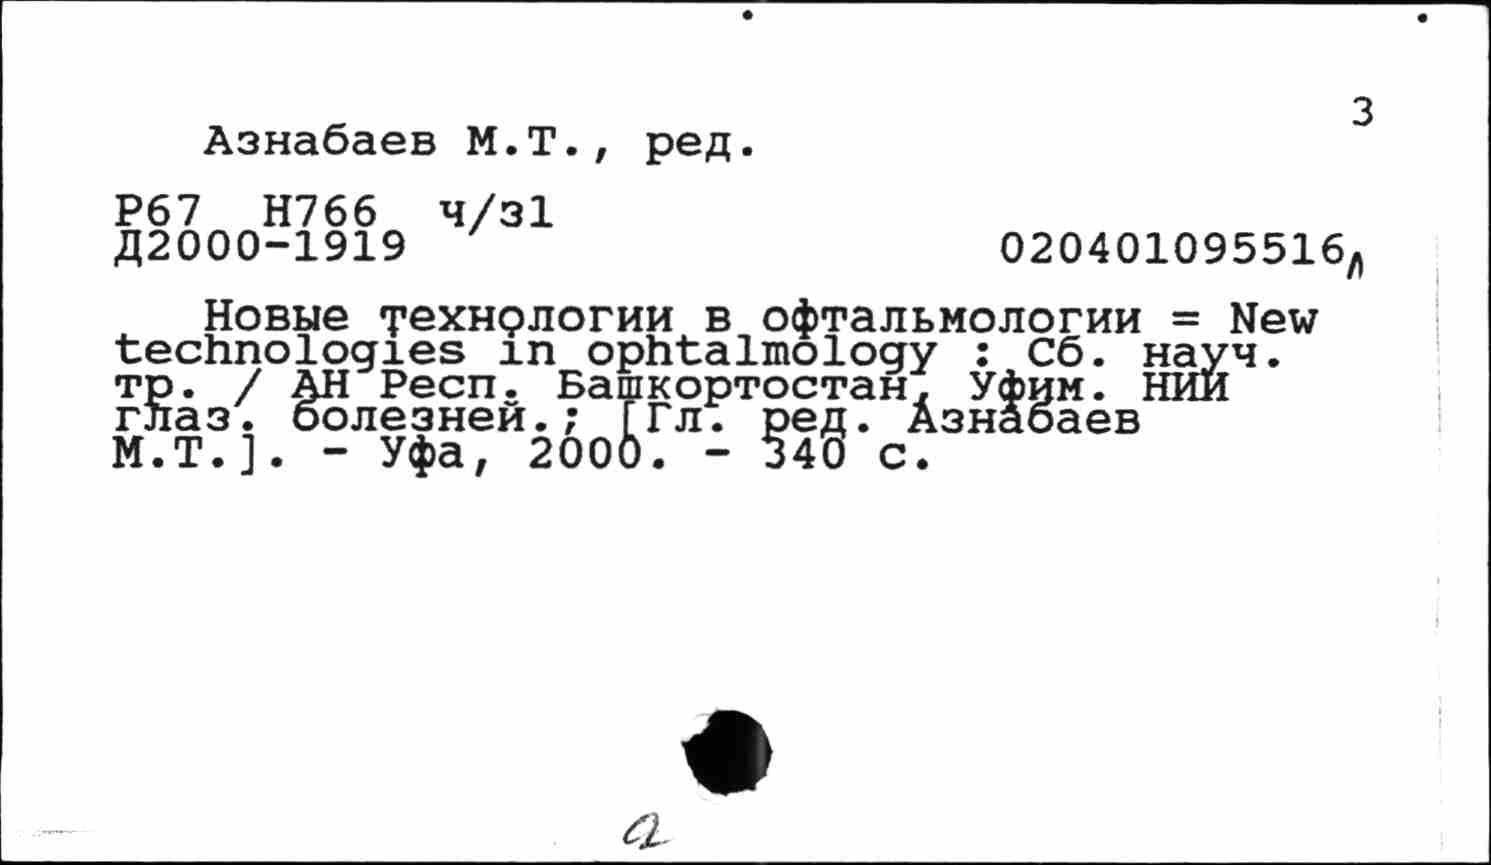 3
Азнабаев М.Т., ред.
Р67 Н766 ч/з1
Д2000-1919 020401095516л
Новые технологии в офтальмологии = New
technologies in ophtalmology : Сб. науч.
тр. / АН Респ. Башкортостан, Уфим. НИИ
глаз. болезней.; [Гл. ред. Азнабаев
М.Т.]. - Уфа, 2000. - 340 с.
а